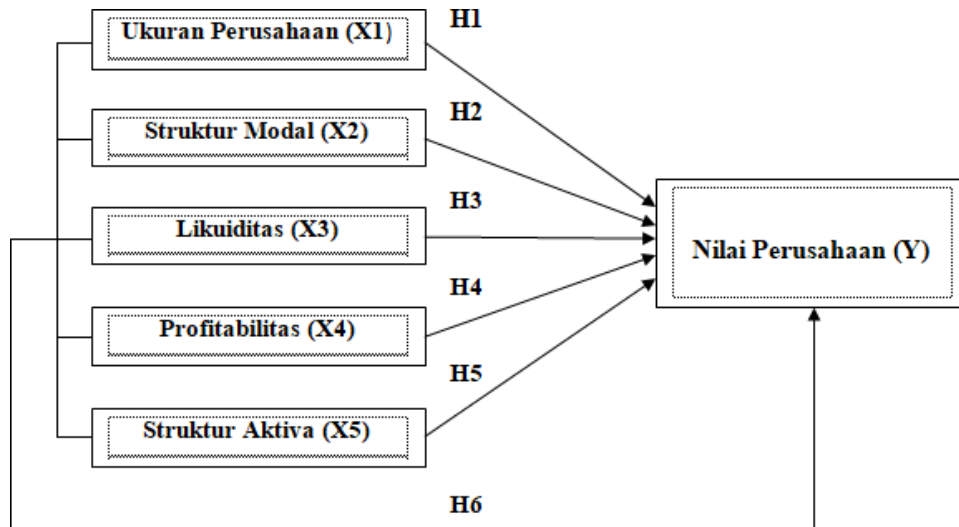 H1
Ukuran Perusahaan (X1)
H2
Struktur Modal (X2)
H3
Likuiditas (X3)
Nilai Perusahaan (Y)
H4
Profitabilitas (X4)
H5
Struktur Aktiva (X5)
H6